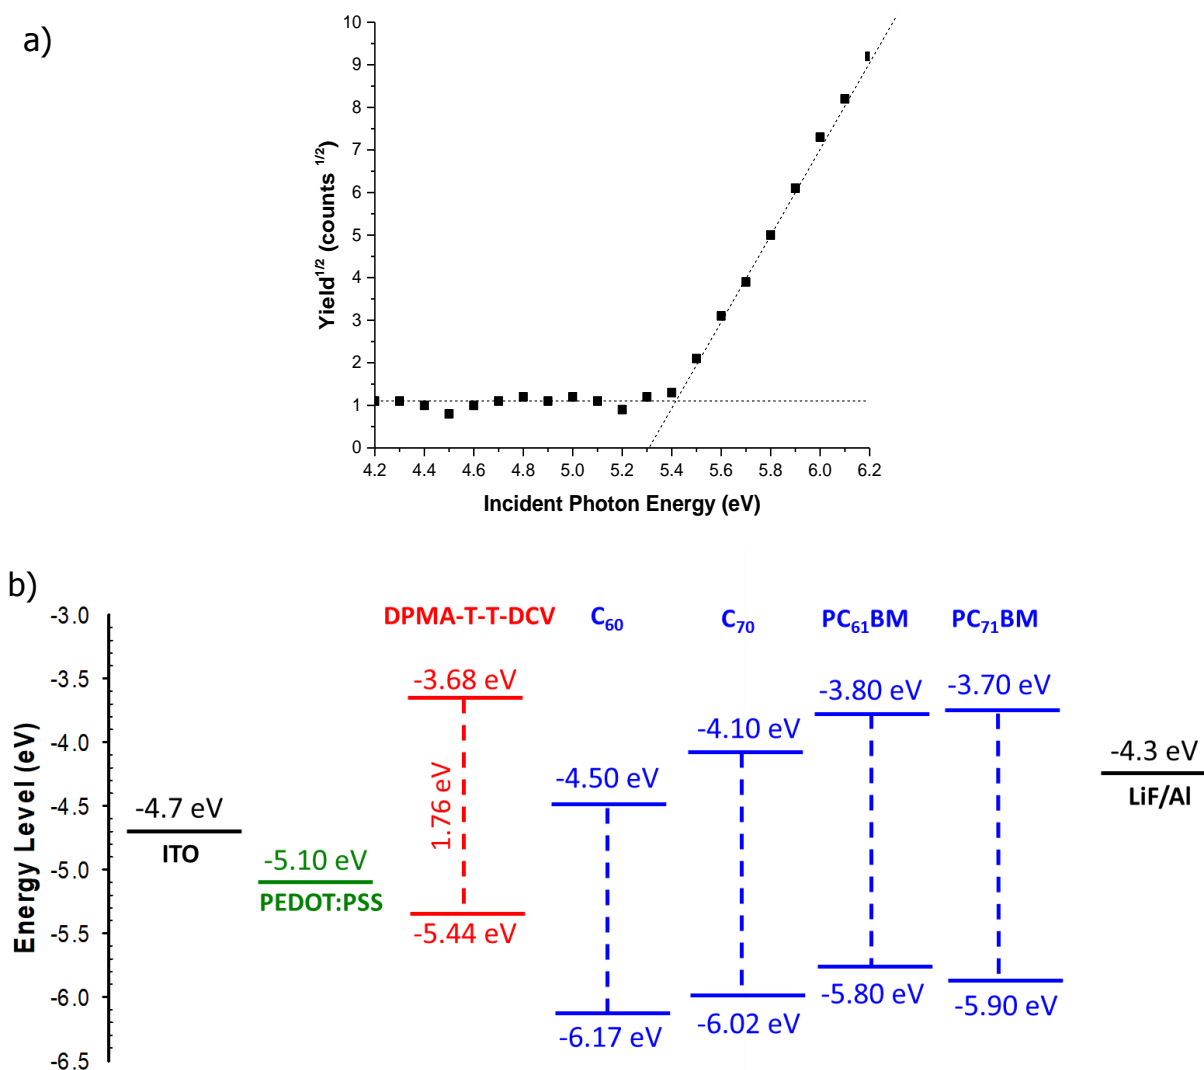 a)
10
9
8
7
6
5
4
3
2
1
0
Yield1/2 (counts 1/2)
4.2 4.4 4.6 4.8 5.0 5.2 5.4 5.6 5.8 6.0 6.2
Incident Photon Energy (eV)
b)
DPMA-T-T-DCV C60 C70 PC61BM PC71BM
-3.0
-3.5
-4.0
-4.5
-5.0
-5.5
-6.0
-6.5
Energy Level (eV)
-4.7 eV
ITO
-5.10 eV
PEDOT:PSS
-3.68 eV
1.76 eV
-5.44 eV
-4.50 eV
-6.17 eV
-4.10 eV
-6.02 eV
-3.80 eV
-5.80 eV
-3.70 eV
-5.90 eV
-4.3 eV
LiF/Al